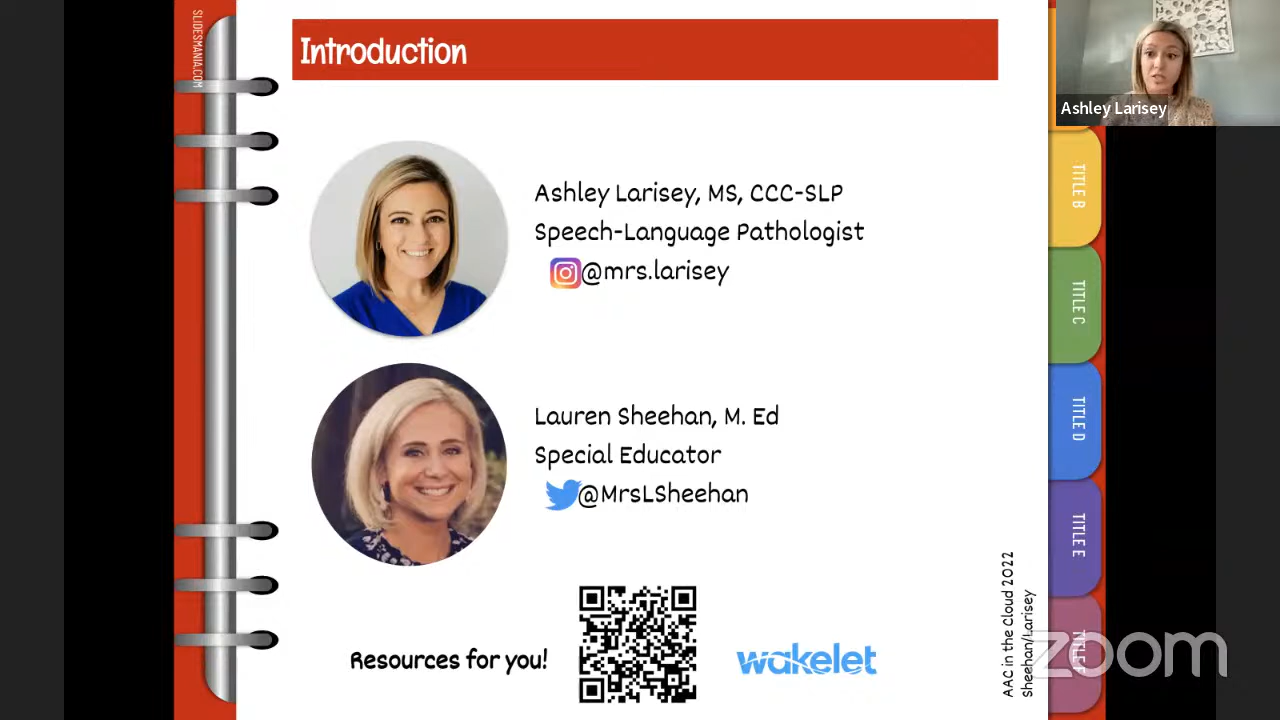 SLIDESMANIA.COM
Introduction
Ashley Larisey
Ashley Larisey, MS, CCC-SLP
Speech-Language Pathologist
@mrs.larisey
Lauren Sheehan, M. Ed
Special Educator
@MrsLSheehan
Resources for you!
wakelet
AAC in the Cloud 2022
sheehan/Larisey
TITLE B
TITLE C
TITLE D
TITLE E
TITLE F
zoom